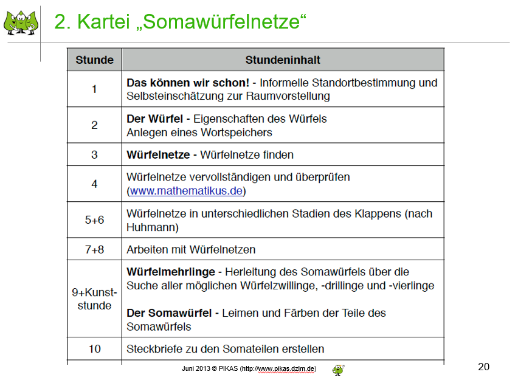 2. Kartei „Somawürfelnetze“
Stunde Stundeninhalt
1 Das können wir schon! - Informelle Standortbestimmung und
Selbsteinschätzung zur Raumvorstellung
2 Der Würfel - Eigenschaften des Würfels
Anlegen eines Wortspeichers
3 Würfelnetze - Würfelnetze finden
4 Würfelnetze vervollständigen und überprüfen
(www.mathematikus.de)
5+6 Würfelnetze in unterschiedlichen Stadien des Klappens (nach
Huhmann)
7+8 Arbeiten mit Würfelnetzen
9+Kunst-
stunde
Würfelmehrlinge - Herleitung des Somawürfels über die
Suche aller möglichen Würfelzwillinge, -drillinge und -vierlinge
Der Somawürfel - Leimen und Färben der Teile des
Somawürfels
10 Steckbriefe zu den Somateilen erstellen
Juni 2013 © PIKAS (http://www.pikas.dzlm.de)
20